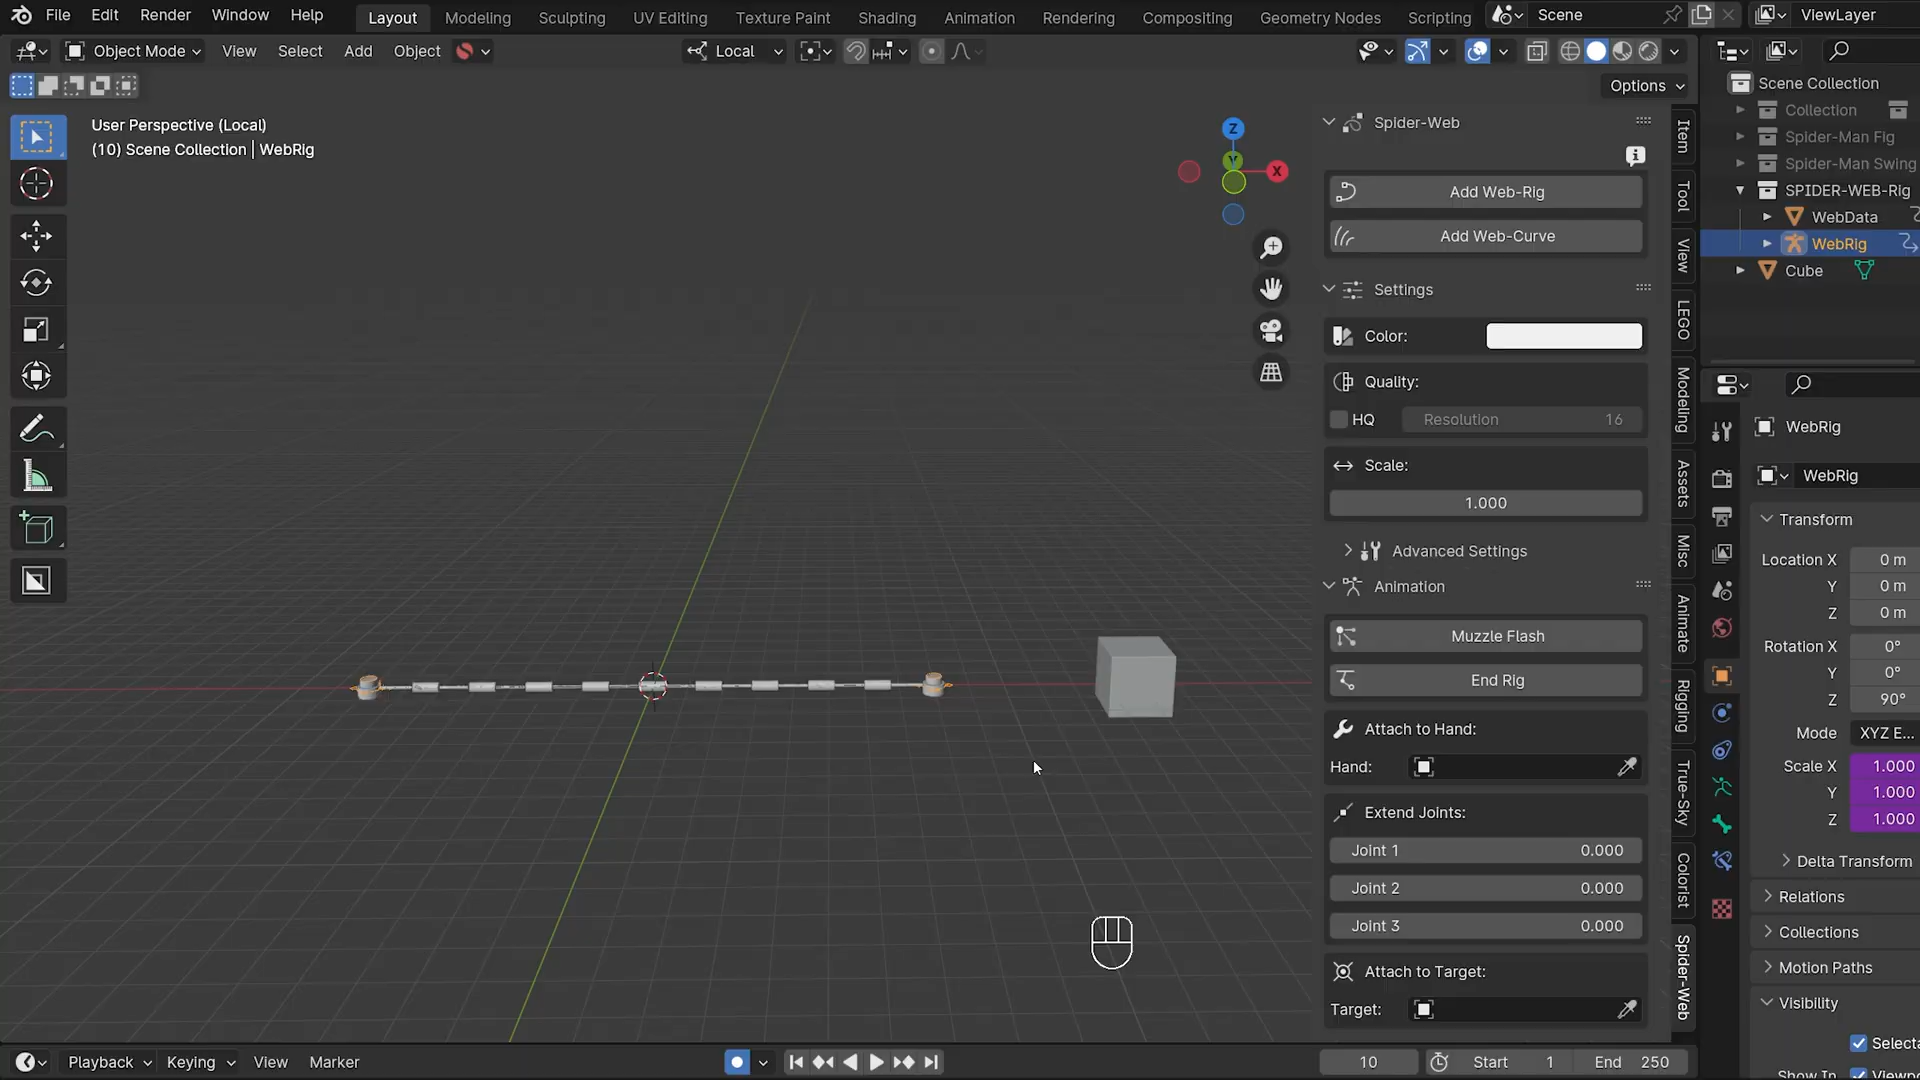 File Edit Render Window Help Layout Modeling Sculpting UV Editing Texture Paint Shading Animation Rendering Compositing Geometry Nodes Scripting Scene ViewLayer
Object Mode View Select Add Object Local
Options
User Perspective (Local)
(10) Scene Collection | WebRig
Z
Y
X
Spider-Web
Add Web-Rig
Add Web-Curve
Settings
Color:
Quality:
HQ Resolution 16
Scale:
1.000
Advanced Settings
Animation
Muzzle Flash
End Rig
Attach to Hand:
Hand:
Extend Joints:
Joint 1 0.000
Joint 2 0.000
Joint 3 0.000
Attach to Target:
Target:
Item
Tool
View
LEGO
Modeling
Assets
Misc
Animate
Rigging
True-Sky
Colorist
Spider-Web
Scene Collection
Collection
Spider-Man Fig
Spider-Man Swing
SPIDER-WEB-Rig
WebData
WebRig
Cube
WebRig
WebRig
Transform
Location X 0 m
Y 0 m
Z 0 m
Rotation X 0°
Y 0°
Z 90°
Mode XYZ E...
Scale X 1.000
Y 1.000
Z 1.000
Delta Transform
Relations
Collections
Motion Paths
Visibility
Selecta
Show In
Playback Keying View Marker 10 Start 1 End 250